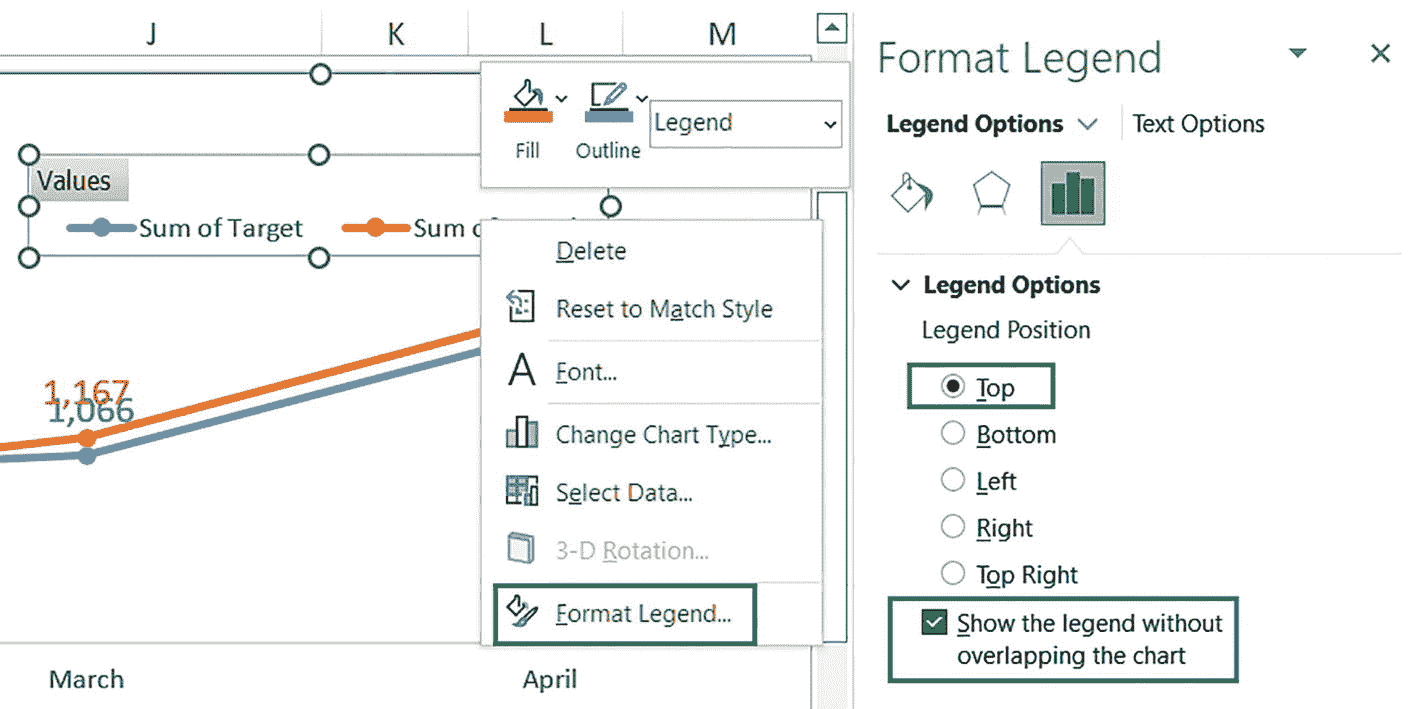 J K L M
Fill Outline Legend
Values
Sum of Target Sum
1,167
1,066
March April
Delete
Reset to Match Style
Font...
Change Chart Type...
Select Data...
3-D Rotation...
Format Legend...
Format Legend
Legend Options Text Options
Legend Options
Legend Position
Top
Bottom
Left
Right
Top Right
Show the legend without
overlapping the chart